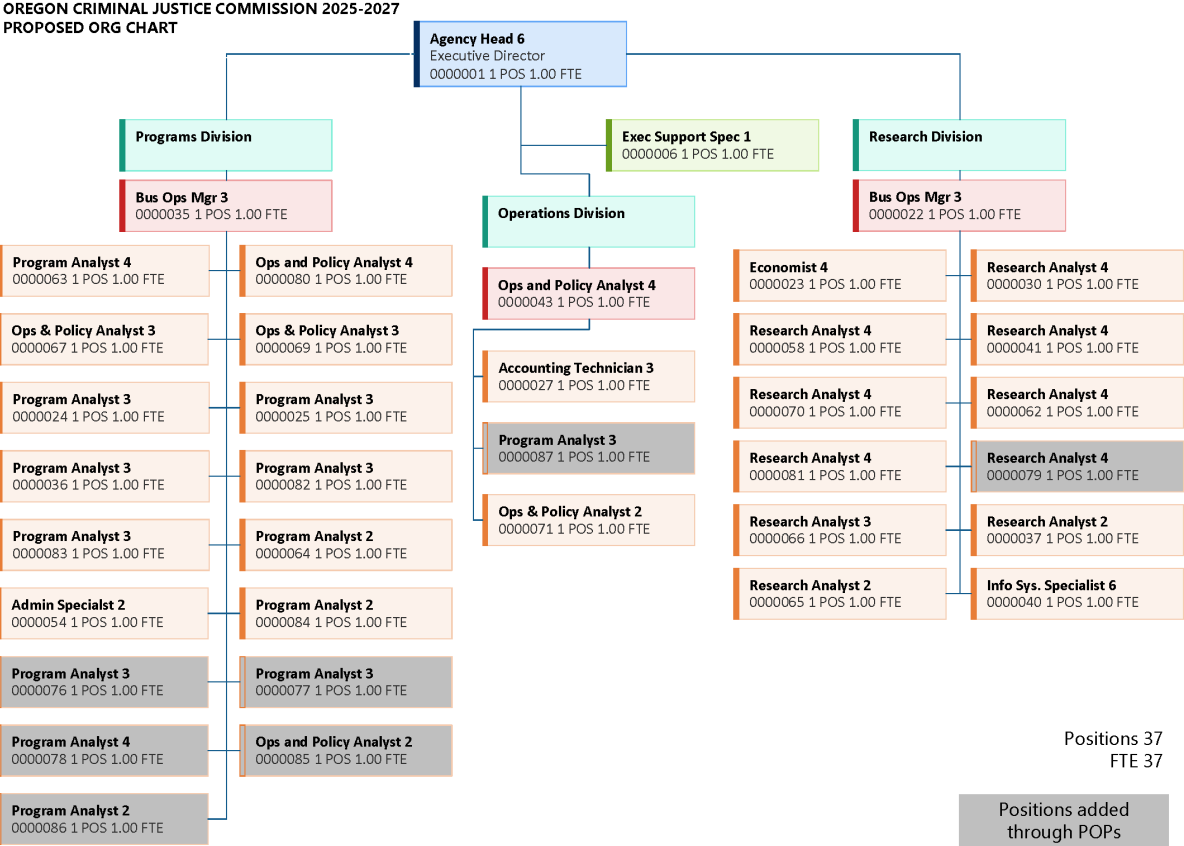 OREGON CRIMINAL JUSTICE COMMISSION 2025-2027
PROPOSED ORG CHART
Agency Head 6
Executive Director
0000001 1 POS 1.00 FTE
Exec Support Spec 1
0000006 1 POS 1.00 FTE
Programs Division
Bus Ops Mgr 3
0000035 1 POS 1.00 FTE
Program Analyst 4
0000063 1 POS 1.00 FTE
Ops and Policy Analyst 4
0000080 1 POS 1.00 FTE
Ops & Policy Analyst 3
0000067 1 POS 1.00 FTE
Ops & Policy Analyst 3
0000069 1 POS 1.00 FTE
Program Analyst 3
0000024 1 POS 1.00 FTE
Program Analyst 3
0000025 1 POS 1.00 FTE
Program Analyst 3
0000036 1 POS 1.00 FTE
Program Analyst 3
0000082 1 POS 1.00 FTE
Program Analyst 3
0000083 1 POS 1.00 FTE
Program Analyst 2
0000064 1 POS 1.00 FTE
Admin Specialst 2
0000054 1 POS 1.00 FTE
Program Analyst 2
0000084 1 POS 1.00 FTE
Program Analyst 3
0000076 1 POS 1.00 FTE
Program Analyst 3
0000077 1 POS 1.00 FTE
Program Analyst 4
0000078 1 POS 1.00 FTE
Ops and Policy Analyst 2
0000085 1 POS 1.00 FTE
Program Analyst 2
0000086 1 POS 1.00 FTE
Operations Division
Ops and Policy Analyst 4
0000043 1 POS 1.00 FTE
Accounting Technician 3
0000027 1 POS 1.00 FTE
Program Analyst 3
0000087 1 POS 1.00 FTE
Ops & Policy Analyst 2
0000071 1 POS 1.00 FTE
Research Division
Bus Ops Mgr 3
0000022 1 POS 1.00 FTE
Economist 4
0000023 1 POS 1.00 FTE
Research Analyst 4
0000030 1 POS 1.00 FTE
Research Analyst 4
0000058 1 POS 1.00 FTE
Research Analyst 4
0000041 1 POS 1.00 FTE
Research Analyst 4
0000070 1 POS 1.00 FTE
Research Analyst 4
0000062 1 POS 1.00 FTE
Research Analyst 4
0000081 1 POS 1.00 FTE
Research Analyst 4
0000079 1 POS 1.00 FTE
Research Analyst 3
0000066 1 POS 1.00 FTE
Research Analyst 2
0000037 1 POS 1.00 FTE
Research Analyst 2
0000065 1 POS 1.00 FTE
Info Sys. Specialist 6
0000040 1 POS 1.00 FTE
Positions 37
FTE 37
Positions added
through POPs